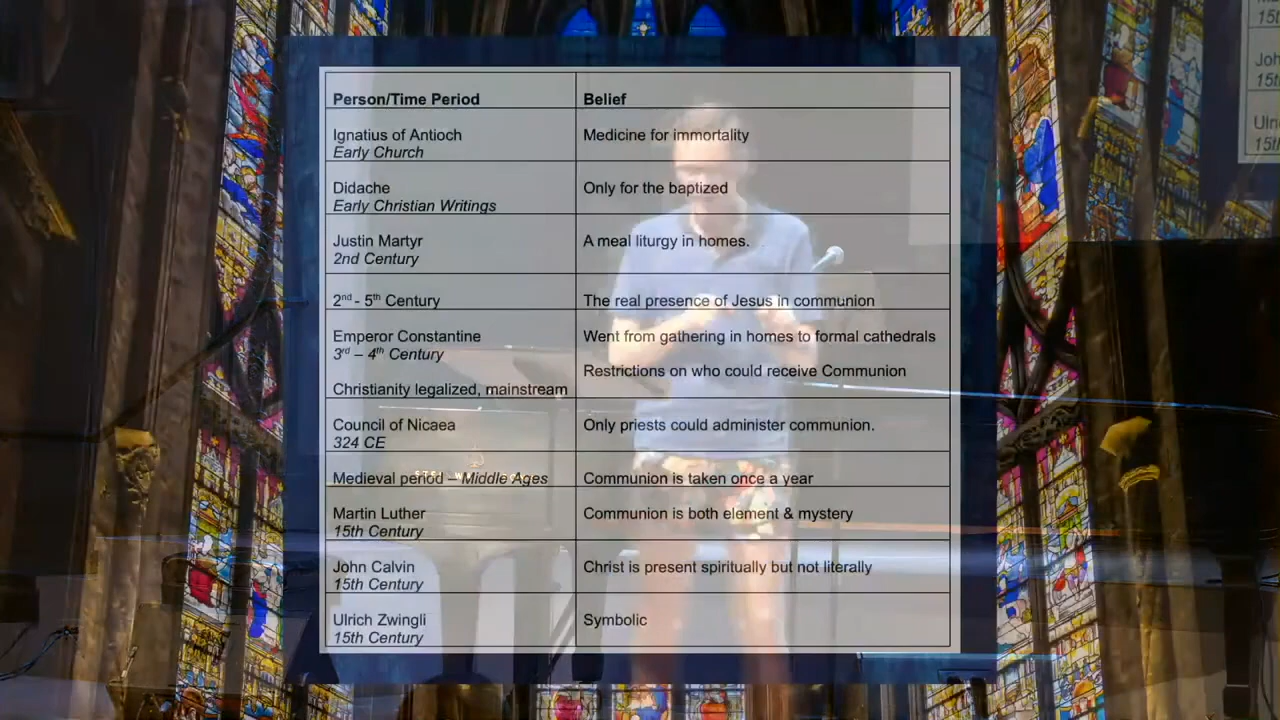 Person/Time Period
Belief
Ignatius of Antioch
Early Church
Medicine for immortality
Didache
Early Christian Writings
Only for the baptized
Justin Martyr
2nd Century
A meal liturgy in homes.
2nd - 5th Century
The real presence of Jesus in communion
Emperor Constantine
3rd – 4th Century
Christianity legalized, mainstream
Went from gathering in homes to formal cathedrals
Restrictions on who could receive Communion
Council of Nicaea
324 CE
Only priests could administer communion.
Medieval period – Middle Ages
Communion is taken once a year
Martin Luther
15th Century
Communion is both element & mystery
John Calvin
15th Century
Christ is present spiritually but not literally
Ulrich Zwingli
15th Century
Symbolic